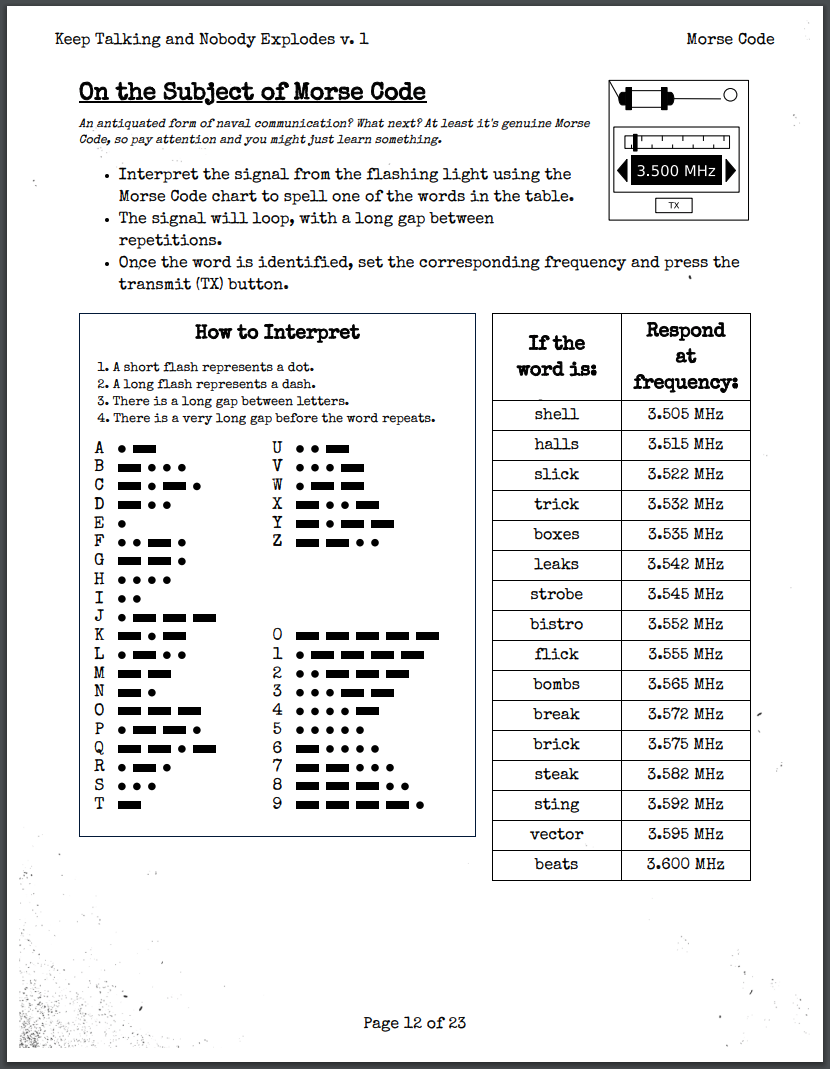 Keep Talking and Nobody Explodes v. 1
Morse Code
On the Subject of Morse Code
An antiquated form of naval communication? What next? At least it's genuine Morse
Code, so pay attention and you might just learn something.
3.500 MHz
TX
• Interpret the signal from the flashing light using the
Morse Code chart to spell one of the words in the table.
• The signal will loop, with a long gap between
repetitions.
• Once the word is identified, set the corresponding frequency and press the
transmit (TX) button.
How to Interpret
1. A short flash represents a dot.
2. A long flash represents a dash.
3. There is a long gap between letters.
4. There is a very long gap before the word repeats.
A
B
C
D
E
F
G
H
I
J
K
L
M
N
O
P
Q
R
S
T
U
V
W
X
Y
Z
0
1
2
3
4
5
6
7
8
9
If the
word is:
Respond
at
frequency:
shell 3.505 MHz
halls 3.515 MHz
slick 3.522 MHz
trick 3.532 MHz
boxes 3.535 MHz
leaks 3.542 MHz
strobe 3.545 MHz
bistro 3.552 MHz
flick 3.555 MHz
bombs 3.565 MHz
break 3.572 MHz
brick 3.575 MHz
steak 3.582 MHz
sting 3.592 MHz
vector 3.595 MHz
beats 3.600 MHz
Page 12 of 23